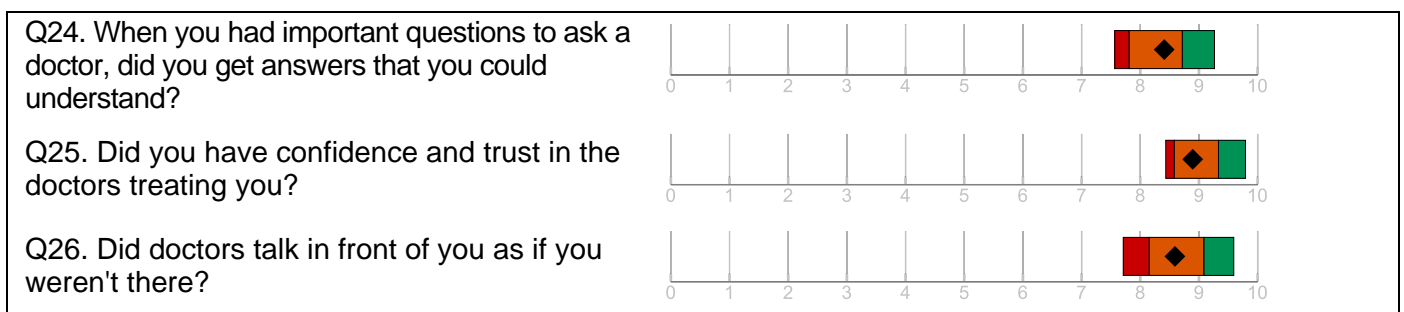 Q24. When you had important questions to ask a
doctor, did you get answers that you could
understand?
0 1 2 3 4 5 6 7 8 9 10
Q25. Did you have confidence and trust in the
doctors treating you?
0 1 2 3 4 5 6 7 8 9 10
Q26. Did doctors talk in front of you as if you
weren't there?
0 1 2 3 4 5 6 7 8 9 10